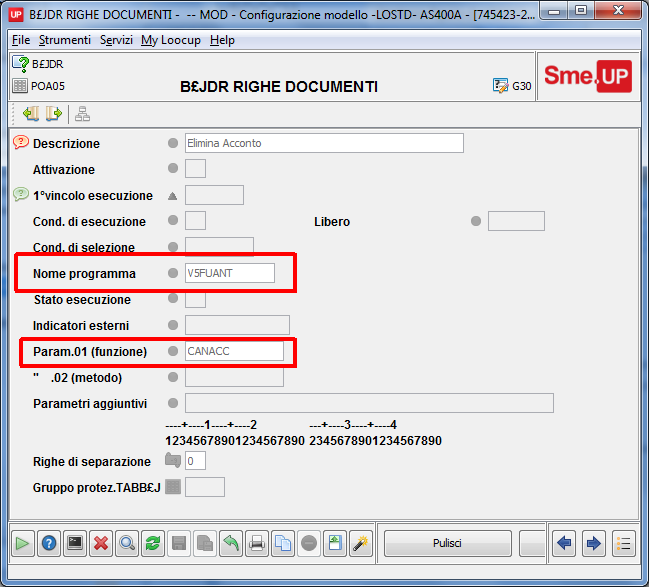 UP B£JDR RIGHE DOCUMENTI - -- MOD - Configurazione modello -LOSTD- AS400A - [745423-2...
File Strumenti Servizi My Loocup Help
B£JDR
POA05 B£JDR RIGHE DOCUMENTI G30 Sme.UP
Descrizione Elimina Acconto
Attivazione
1°vincolo esecuzione
Cond. di esecuzione Libero
Cond. di selezione
Nome programma V5FUANT
Stato esecuzione
Indicatori esterni
Param.01 (funzione) CANACC
" .02 (metodo)
Parametri aggiuntivi
----+----1----+----2 ---+----3----+----4
12345678901234567890 234567890123456789​0
Righe di separazione 0
Gruppo protez.TABB£J
Pulisci